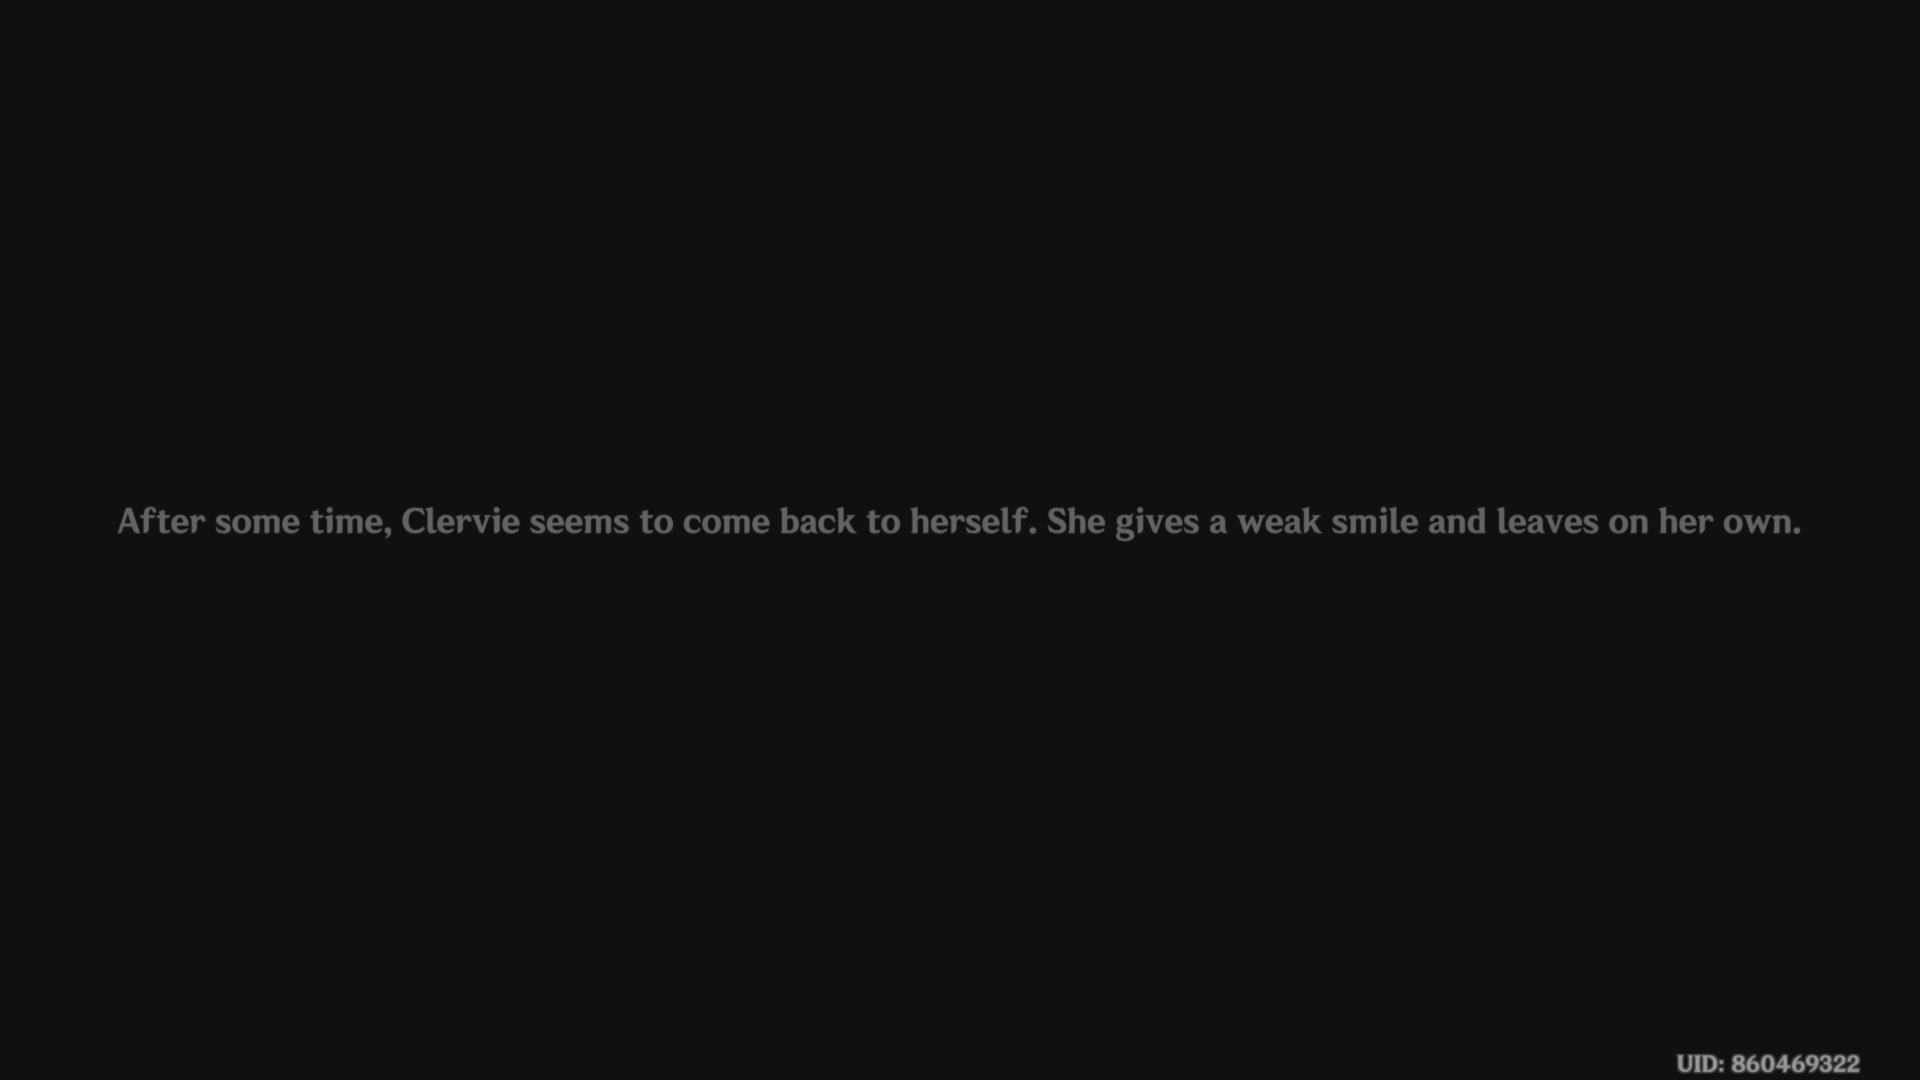 After some time, Clervie seems to come back to herself. She gives a weak smile and leaves on her own.
UID: 860469322